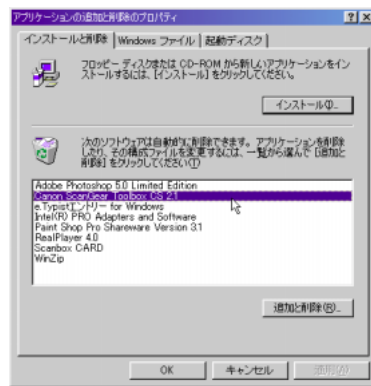 アプリケーションの追加と削除のプロパティ
インストールと削除
Windows ファイル
起動ディスク
フロッピー ディスクまたは CD-ROM から新しいアプリケーションをイン
ストールするには、[インストール] をクリックしてください。
インストール(I)...
次のソフトウェアは自動的に削除できます。アプリケーションを削除
したり、その構成ファイルを変更するには、一覧から選んで [追加と
削除] をクリックしてください(T)
Adobe Photoshop 5.0 Limited Edition
Canon ScanGear Toolbox CS 2.1
e.Typistエントリー for Windows
Intel(R) PRO Adapters and Software
Paint Shop Pro Shareware Version 3.1
RealPlayer 4.0
Scanbox CARD
WinZip
追加と削除(R)...
OK
キャンセル
適用(A)